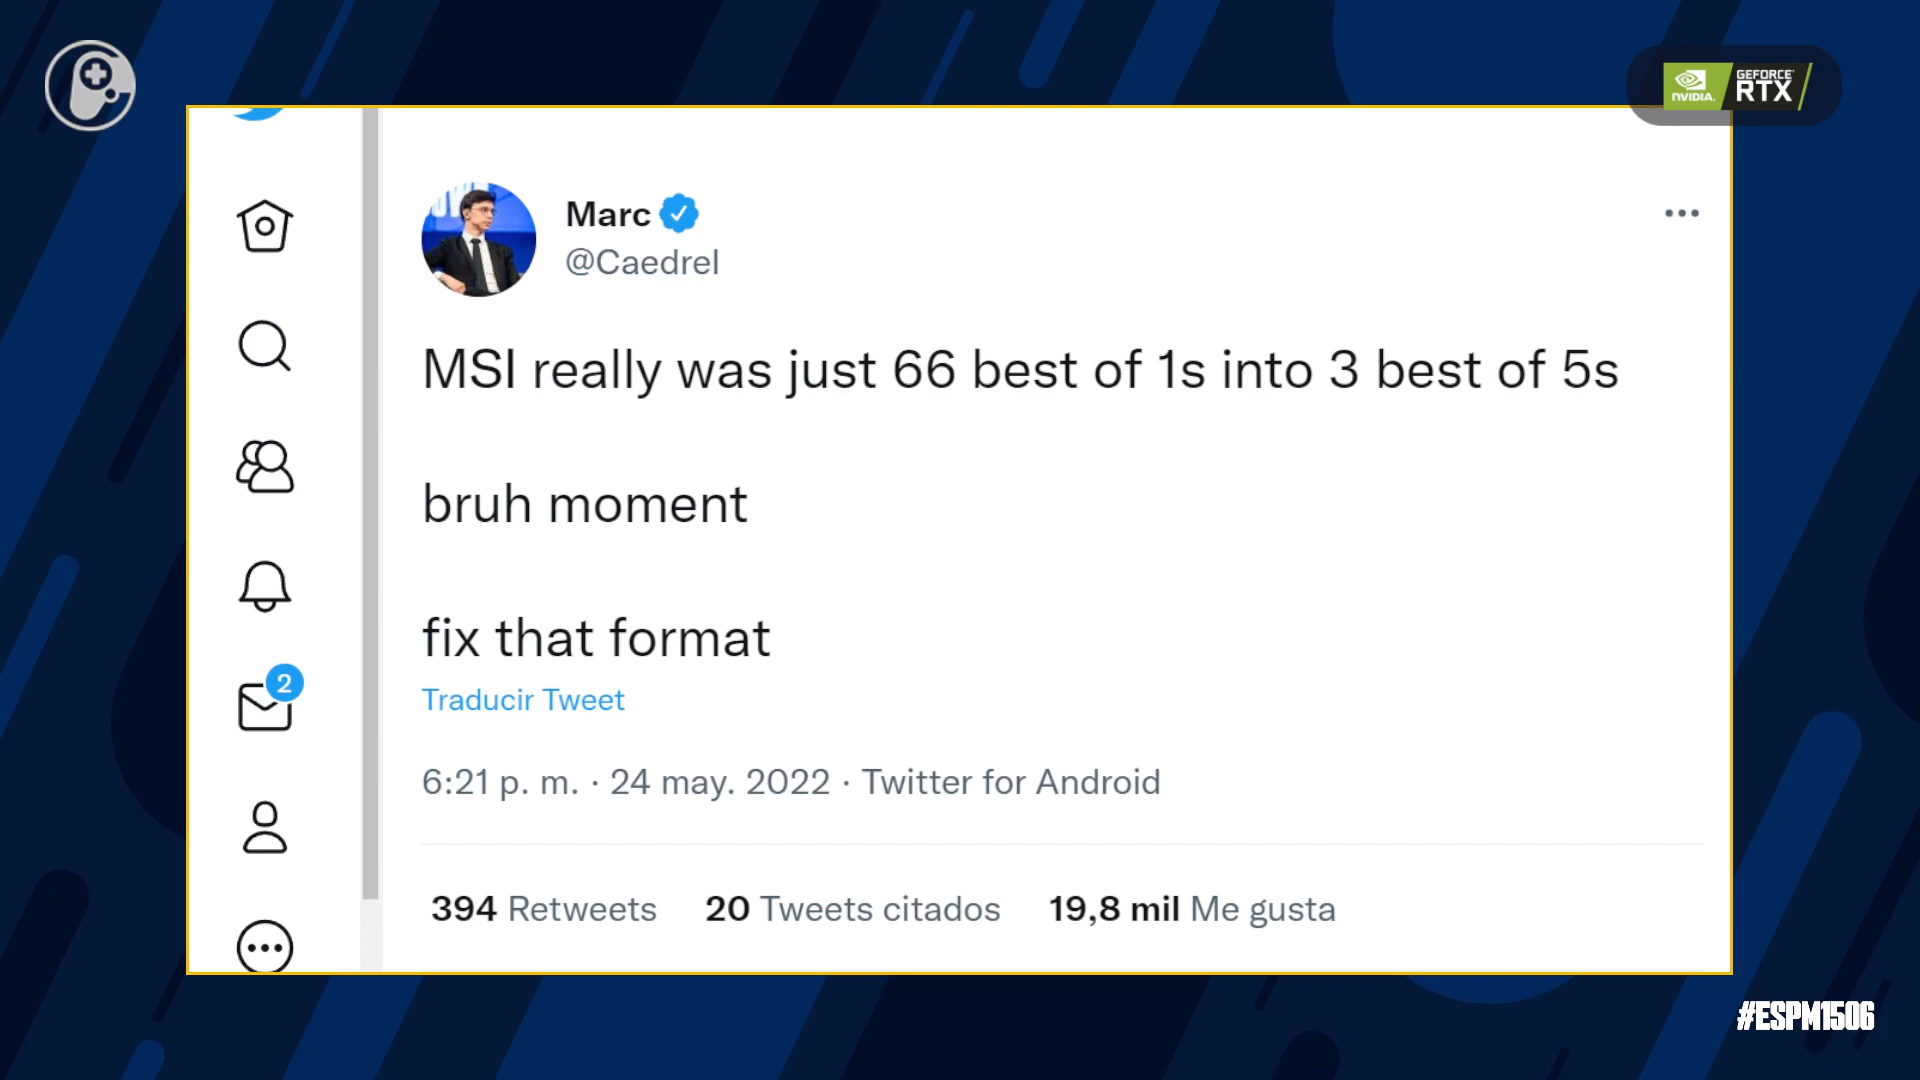 NVIDIA.
GEFORCE
RTX
Marc
@Caedrel
MSI really was just 66 best of 1s into 3 best of 5s
bruh moment
fix that format
Traducir Tweet
6:21 p. m. · 24 may. 2022 · Twitter for Android
394 Retweets 20 Tweets citados 19,8 mil Me gusta
2
#ESPM1506